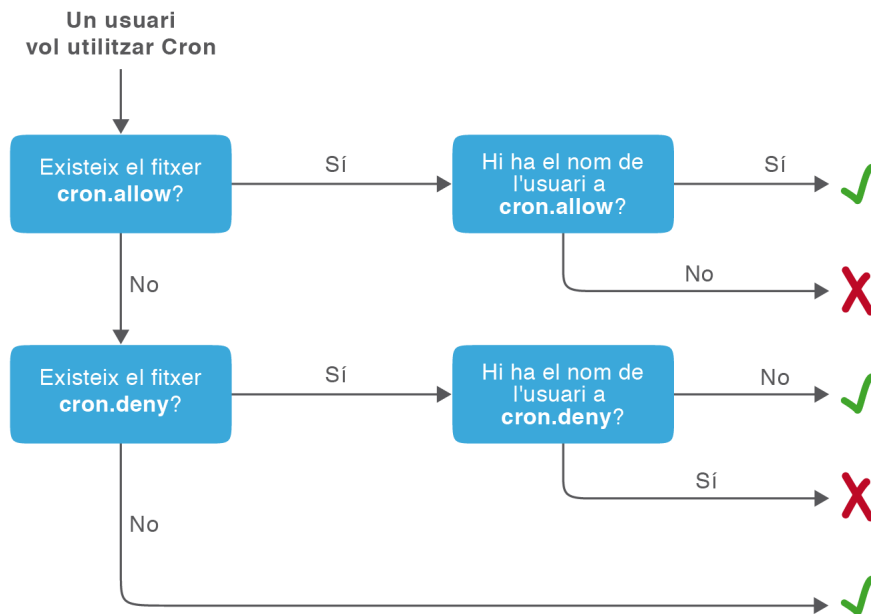 Un usuari
vol utilitzar Cron
Existeix el fitxer
cron.allow?
Sí
Hi ha el nom de
l'usuari a
cron.allow?
Sí
No
No
Existeix el fitxer
cron.deny?
Sí
Hi ha el nom de
l'usuari a
cron.deny?
No
Sí
No